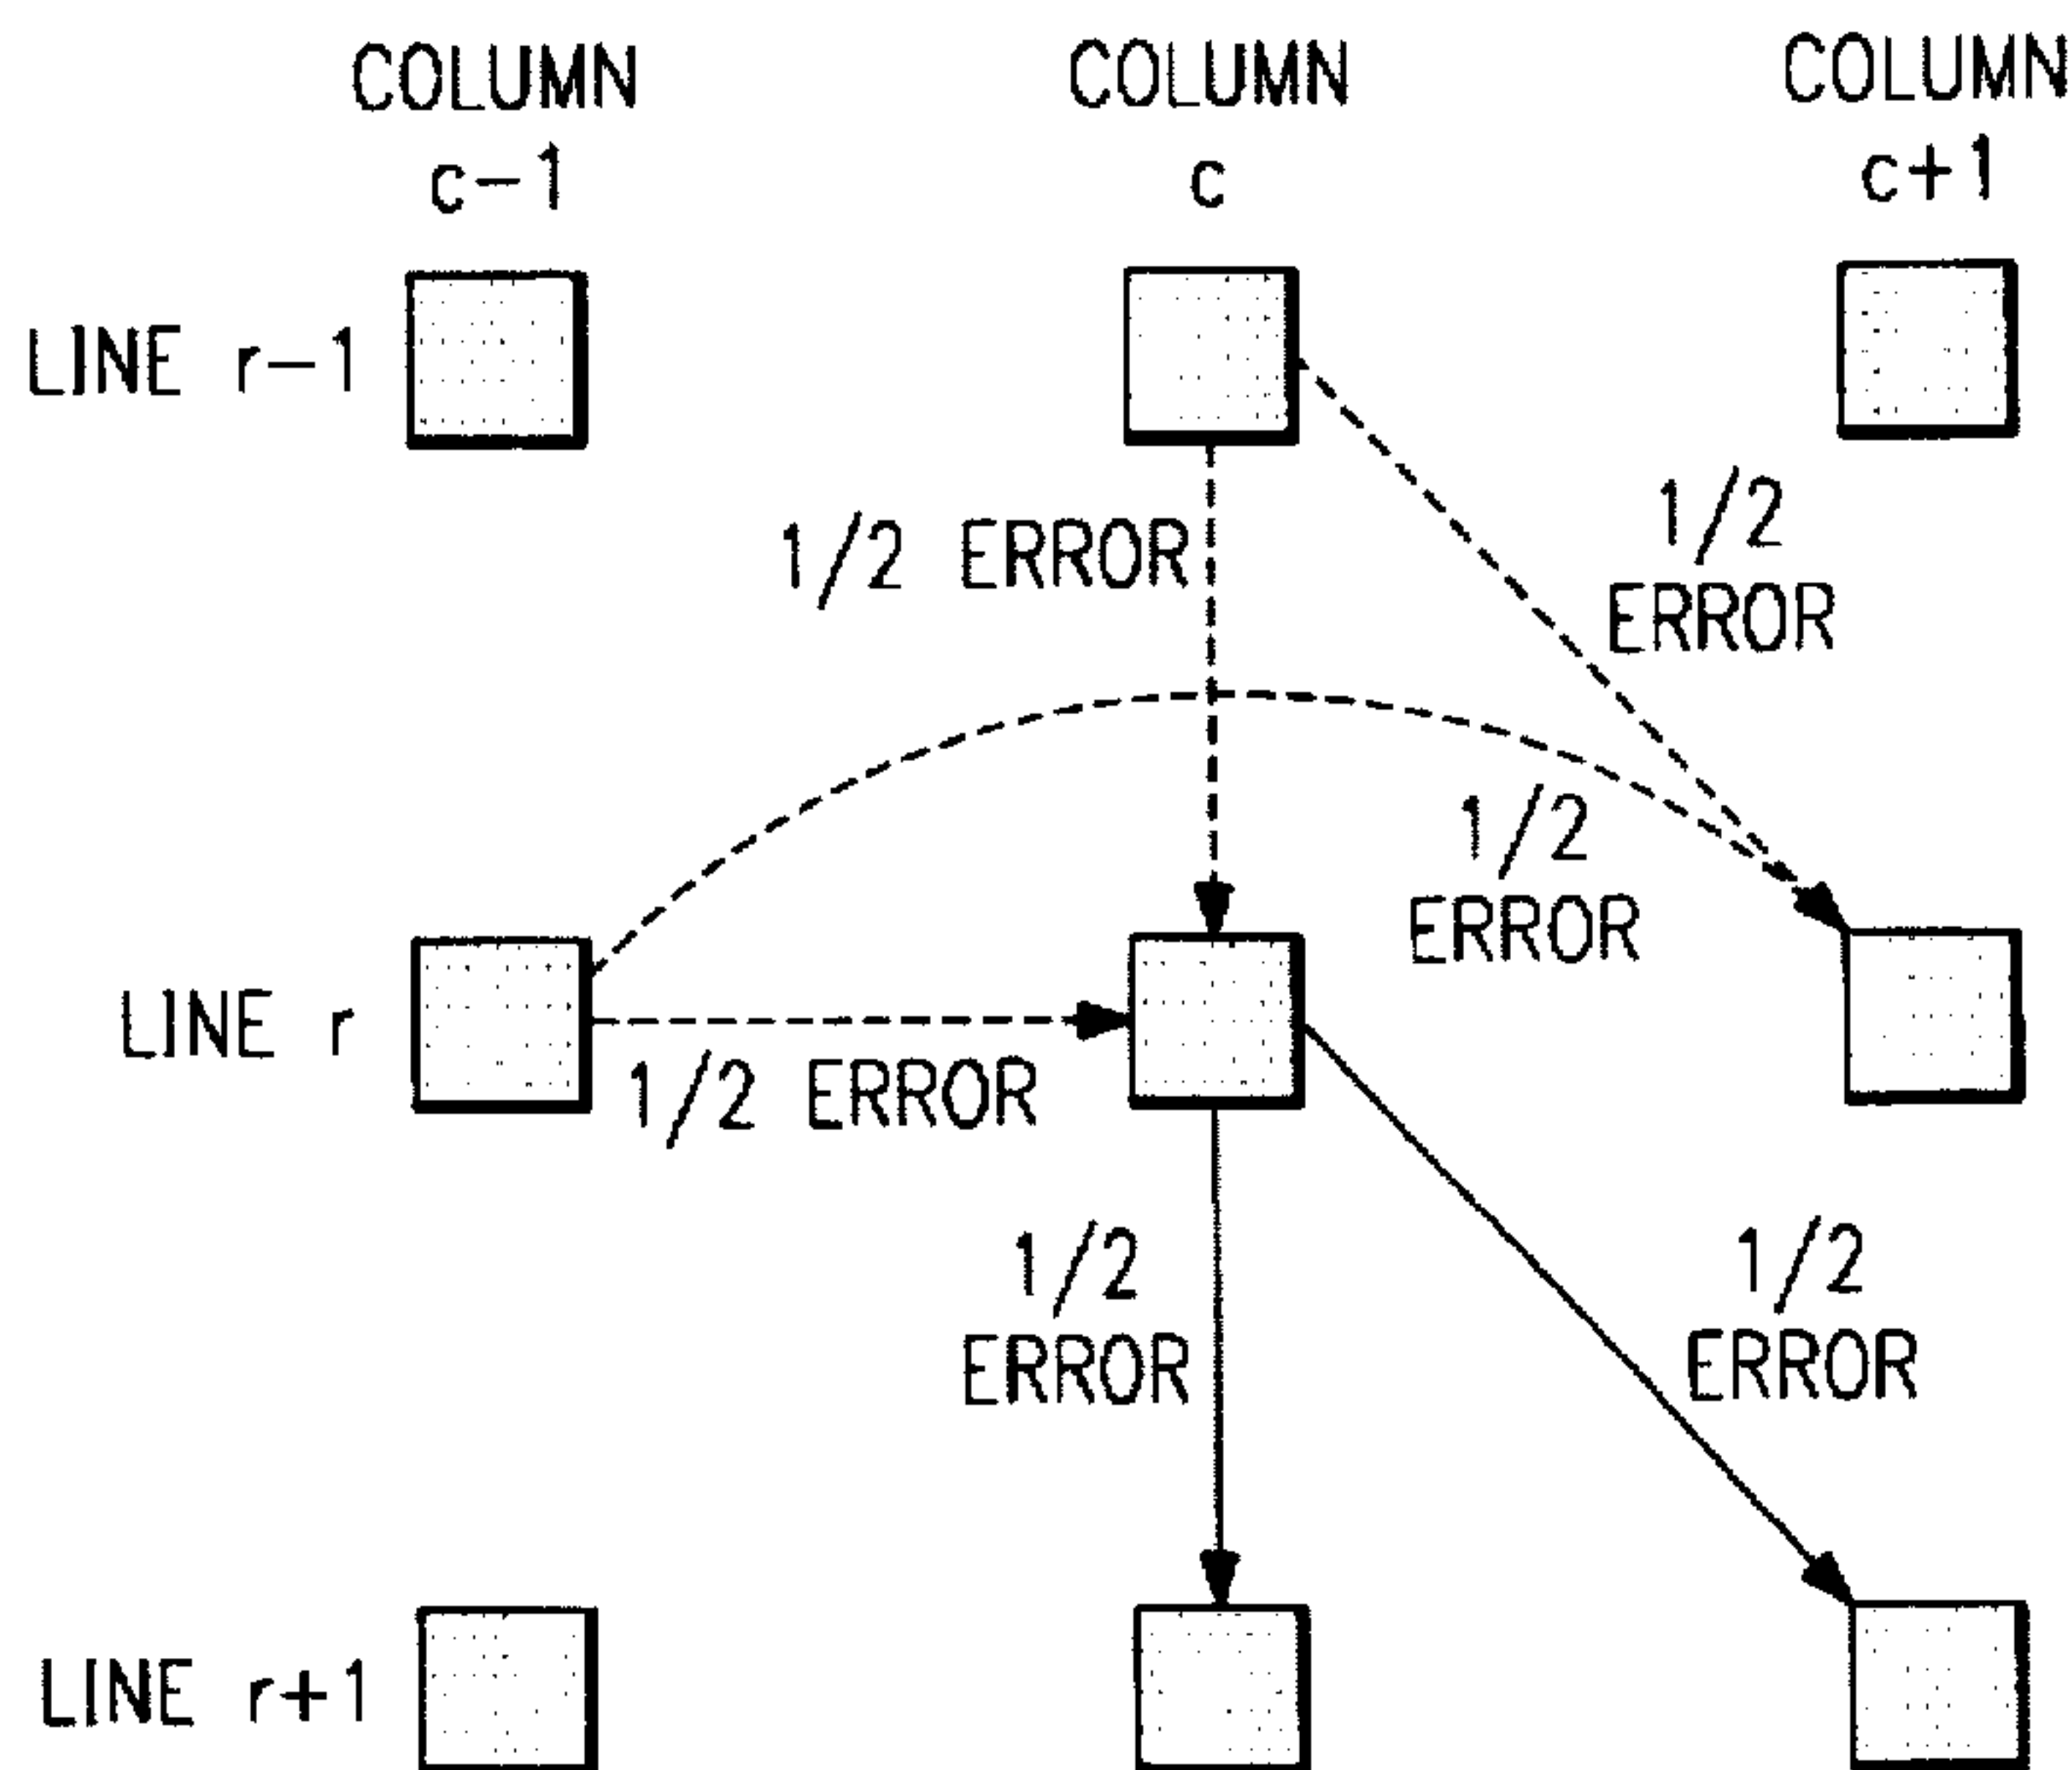 COLUMN COLUMN COLUMN
c-1 c c+1
LINE r-1
1/2 ERROR
1/2
ERROR
1/2
ERROR
LINE r
1/2 ERROR
1/2
ERROR
1/2
ERROR
LINE r+1